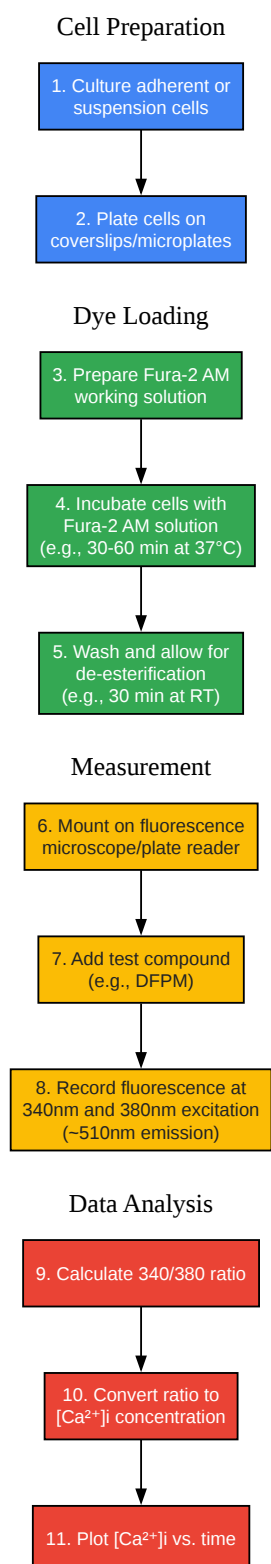 Cell Preparation
1. Culture adherent or
suspension cells
2. Plate cells on
coverslips/microplates
Dye Loading
3. Prepare Fura-2 AM
working solution
4. Incubate cells with
Fura-2 AM solution
(e.g., 30-60 min at 37°C)
5. Wash and allow for
de-esterification
(e.g., 30 min at RT)
Measurement
6. Mount on fluorescence
microscope/plate reader
7. Add test compound
(e.g., DFPM)
8. Record fluorescence at
340nm and 380nm excitation
(~510nm emission)
Data Analysis
9. Calculate 340/380 ratio
10. Convert ratio to
[Ca²⁺]i concentration
11. Plot [Ca²⁺]i vs. time